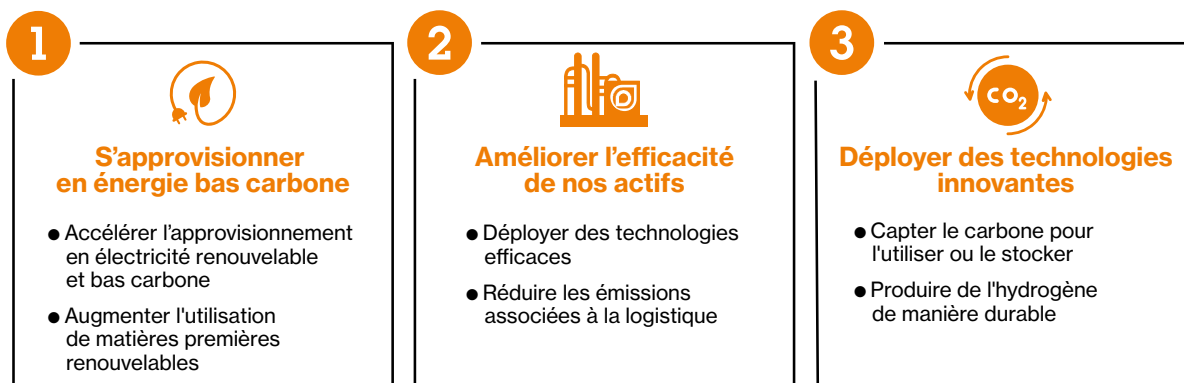 1
S’approvisionner
en énergie bas carbone
● Accélérer l’approvisionnement
en électricité renouvelable
et bas carbone
● Augmenter l'utilisation
de matières premières
renouvelables
2
Améliorer l’efficacité
de nos actifs
● Déployer des technologies
efficaces
● Réduire les émissions
associées à la logistique
3
CO₂
Déployer des technologies
innovantes
● Capter le carbone pour
l'utiliser ou le stocker
● Produire de l'hydrogène
de manière durable